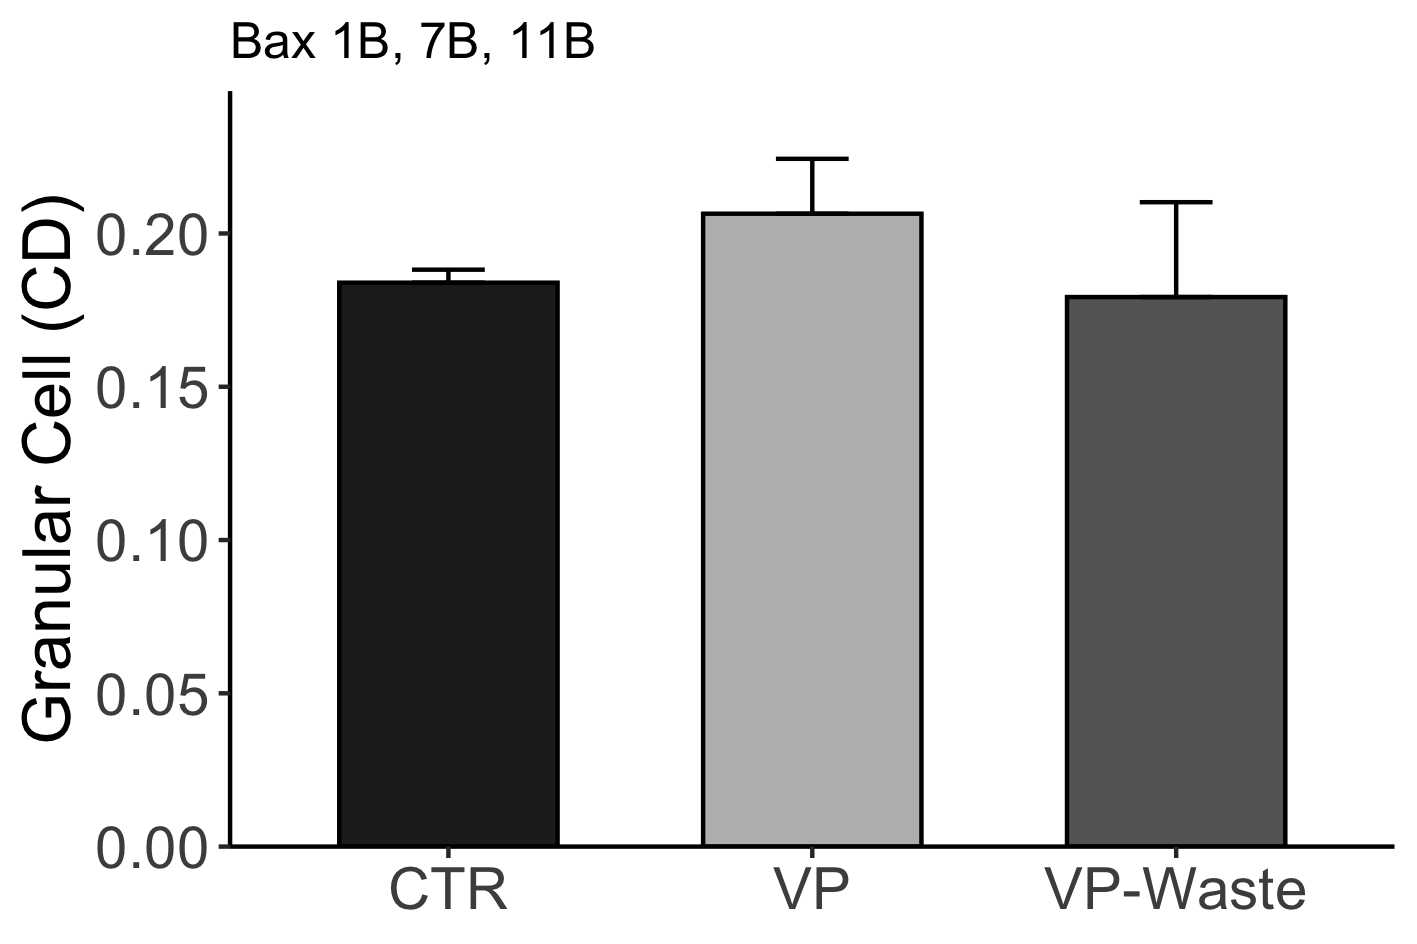 Bax 1B, 7B, 11B
Granular Cell (CD)
0.20
0.15
0.10
0.05
0.00
CTR
VP
VP-Waste